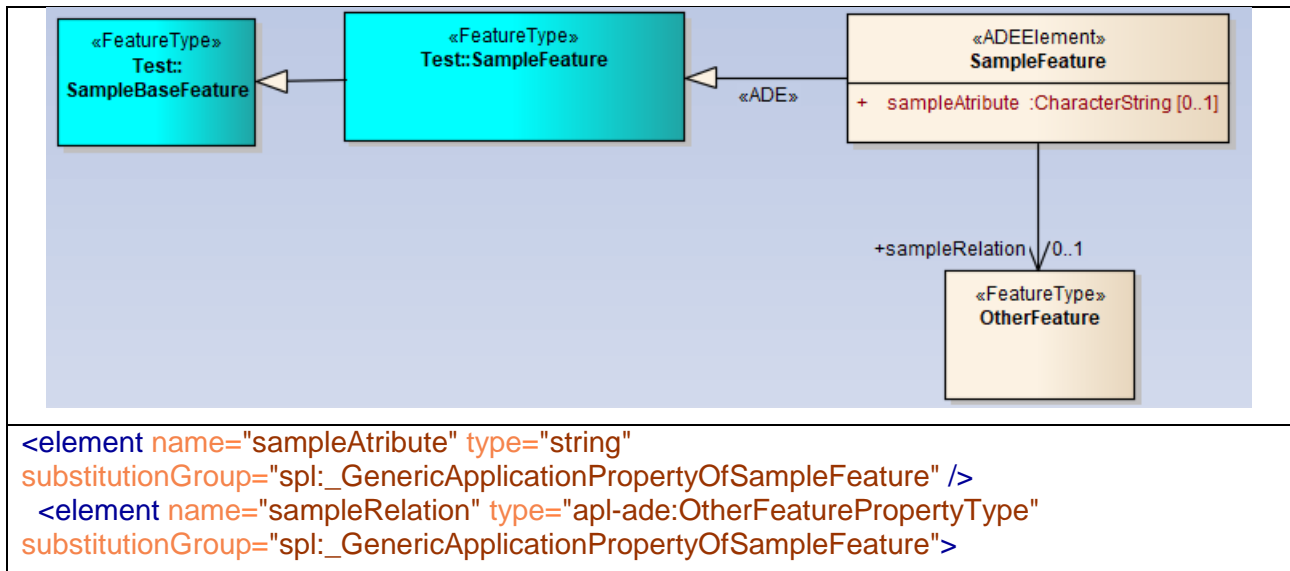 «FeatureType»
Test::
SampleBaseFeature
«FeatureType»
Test::SampleFeature
«ADE»
«ADEElement»
SampleFeature
+ sampleAtribute :CharacterString [0..1]
+sampleRelation 0..1
«FeatureType»
OtherFeature
<element name="sampleAtribute" type="string"
substitutionGroup="spl:_GenericApplicationPropertyOfSampleFeature" />
<element name="sampleRelation" type="apl-ade:OtherFeaturePropertyType"
substitutionGroup="spl:_GenericApplicationPropertyOfSampleFeature">